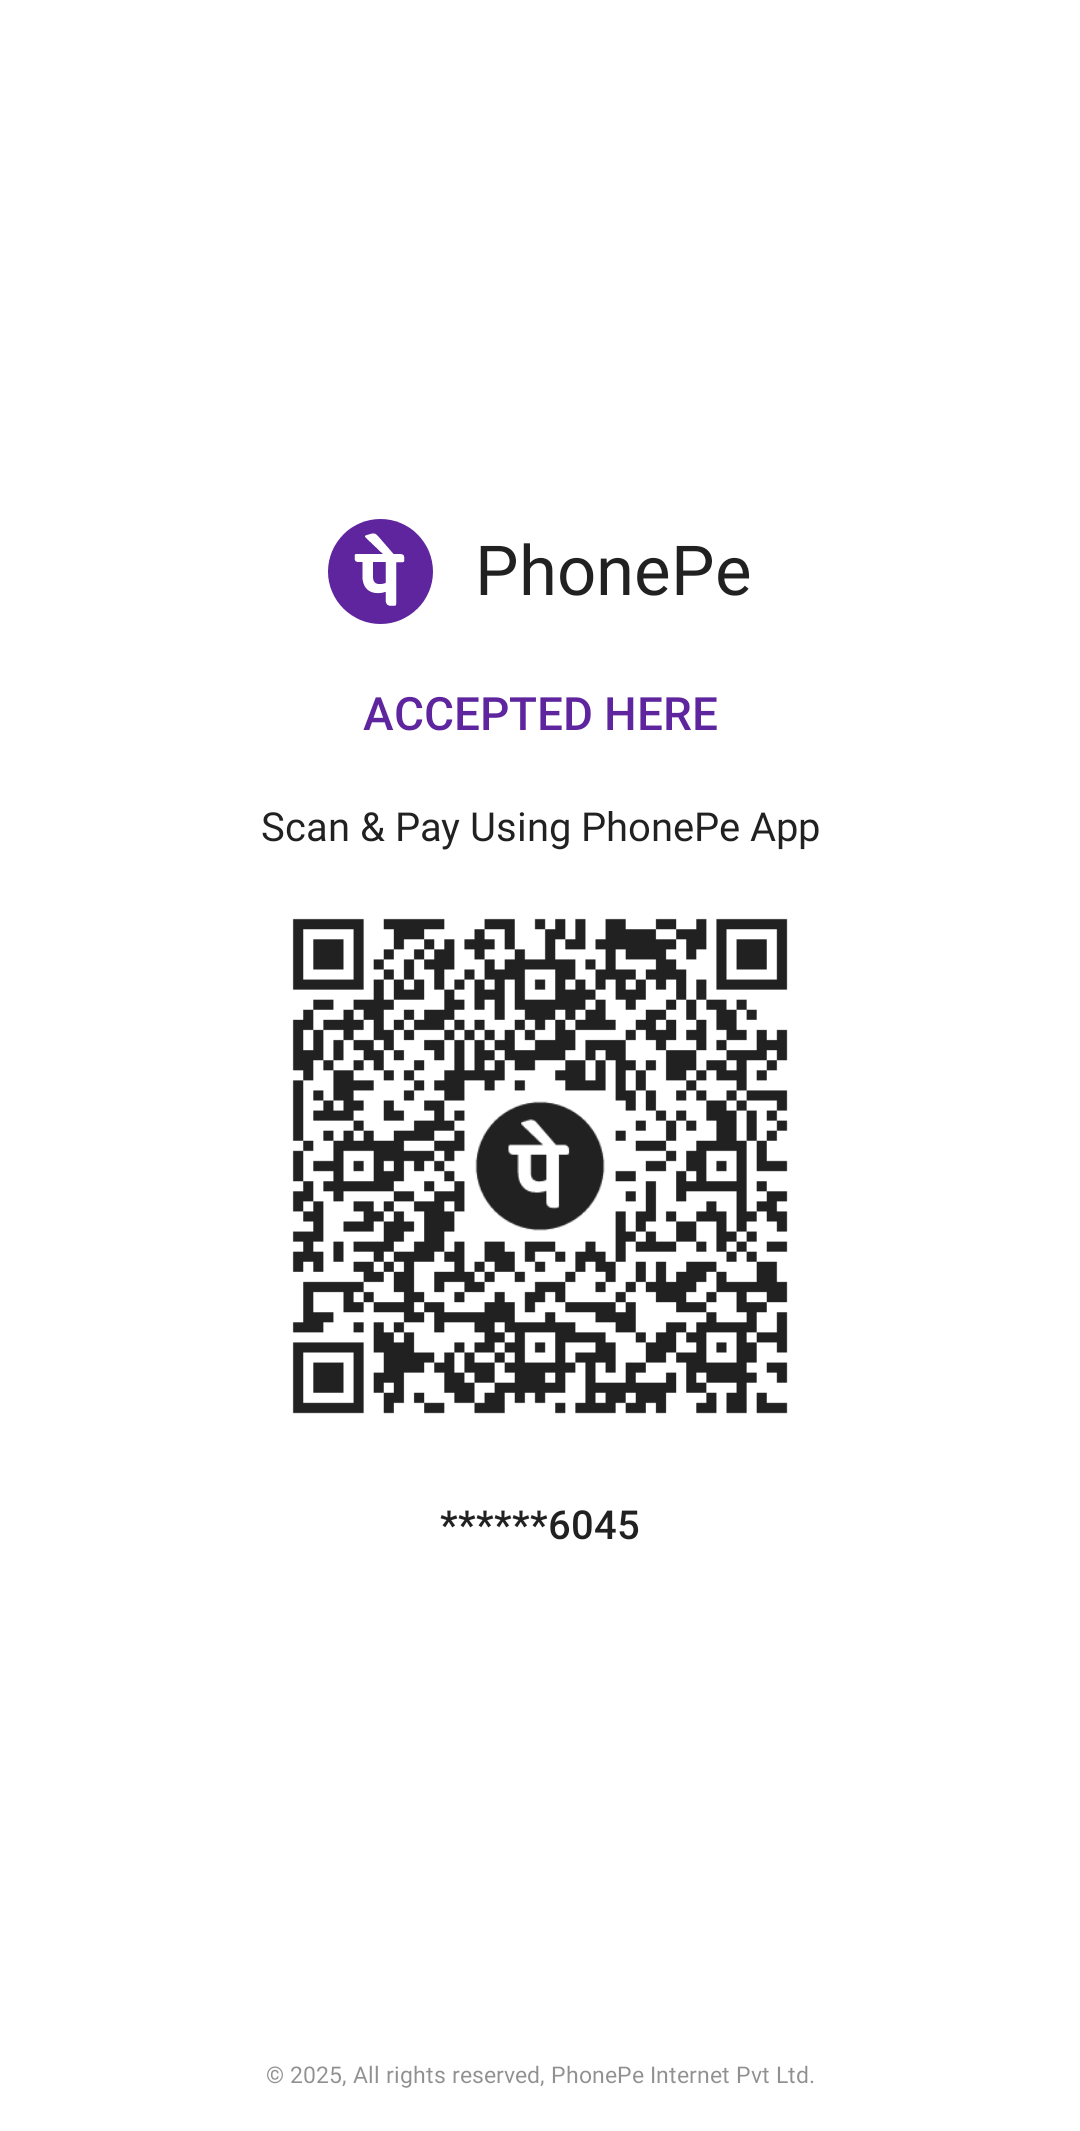 पे PhonePe
ACCEPTED HERE
Scan & Pay Using PhonePe App
पे
******6045
© 2025, All rights reserved, PhonePe Internet Pvt Ltd.